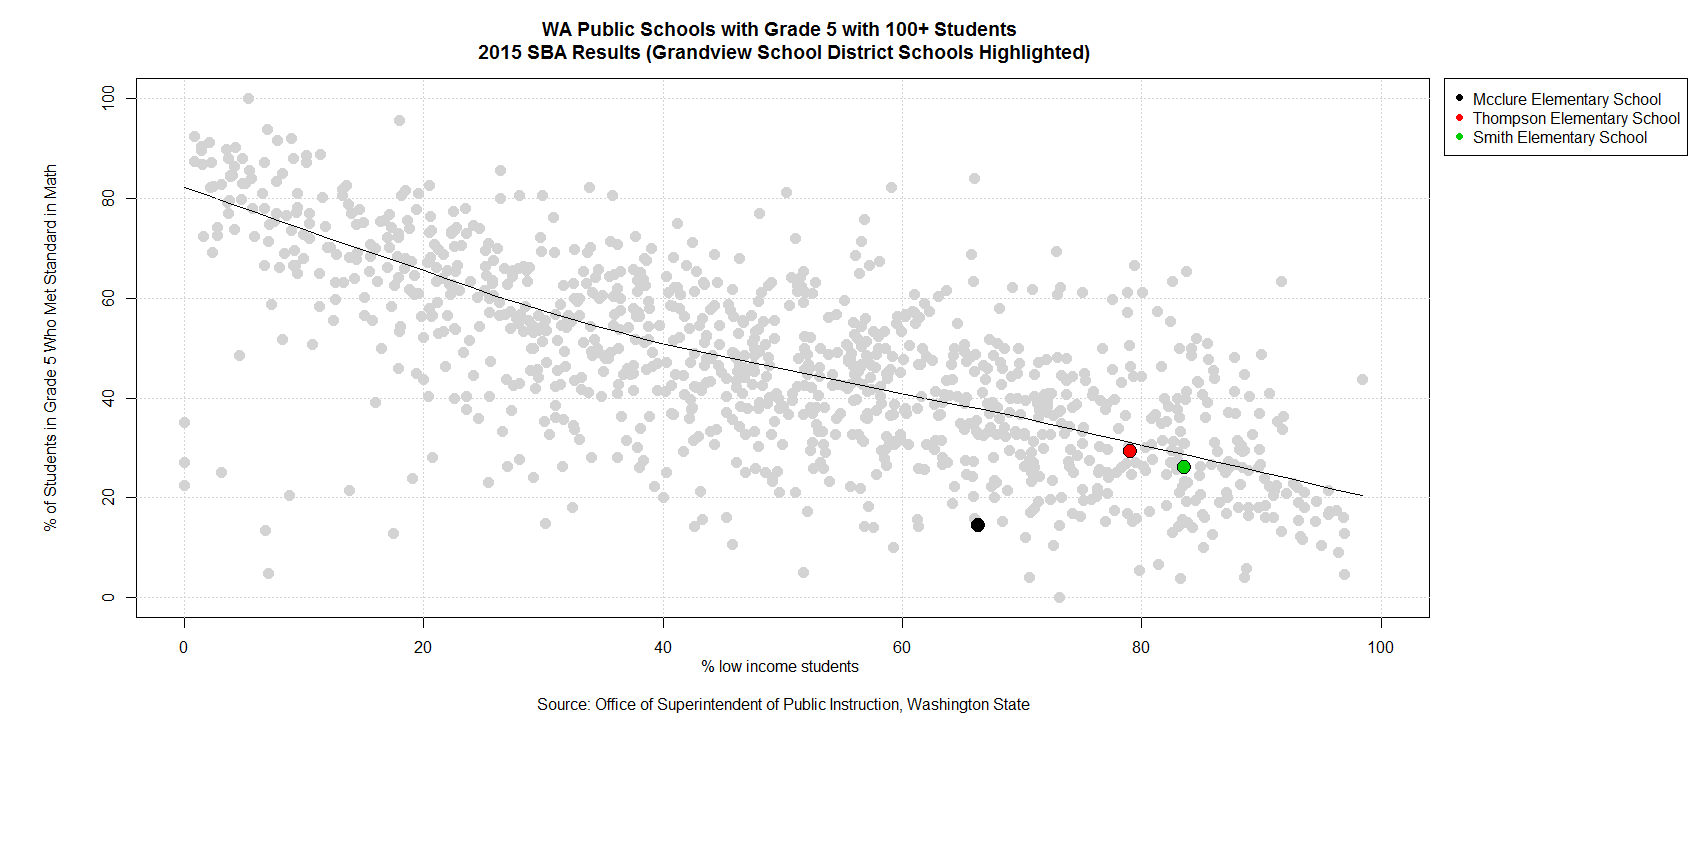 WA Public Schools with Grade 5 with 100+ Students
2015 SBA Results (Grandview School District Schools Highlighted)
% of Students in Grade 5 Who Met Standard in Math
100
80
60
40
20
0
0 20 40 60 80 100
% low income students
Source: Office of Superintendent of Public Instruction, Washington State
Mcclure Elementary School
Thompson Elementary School
Smith Elementary School